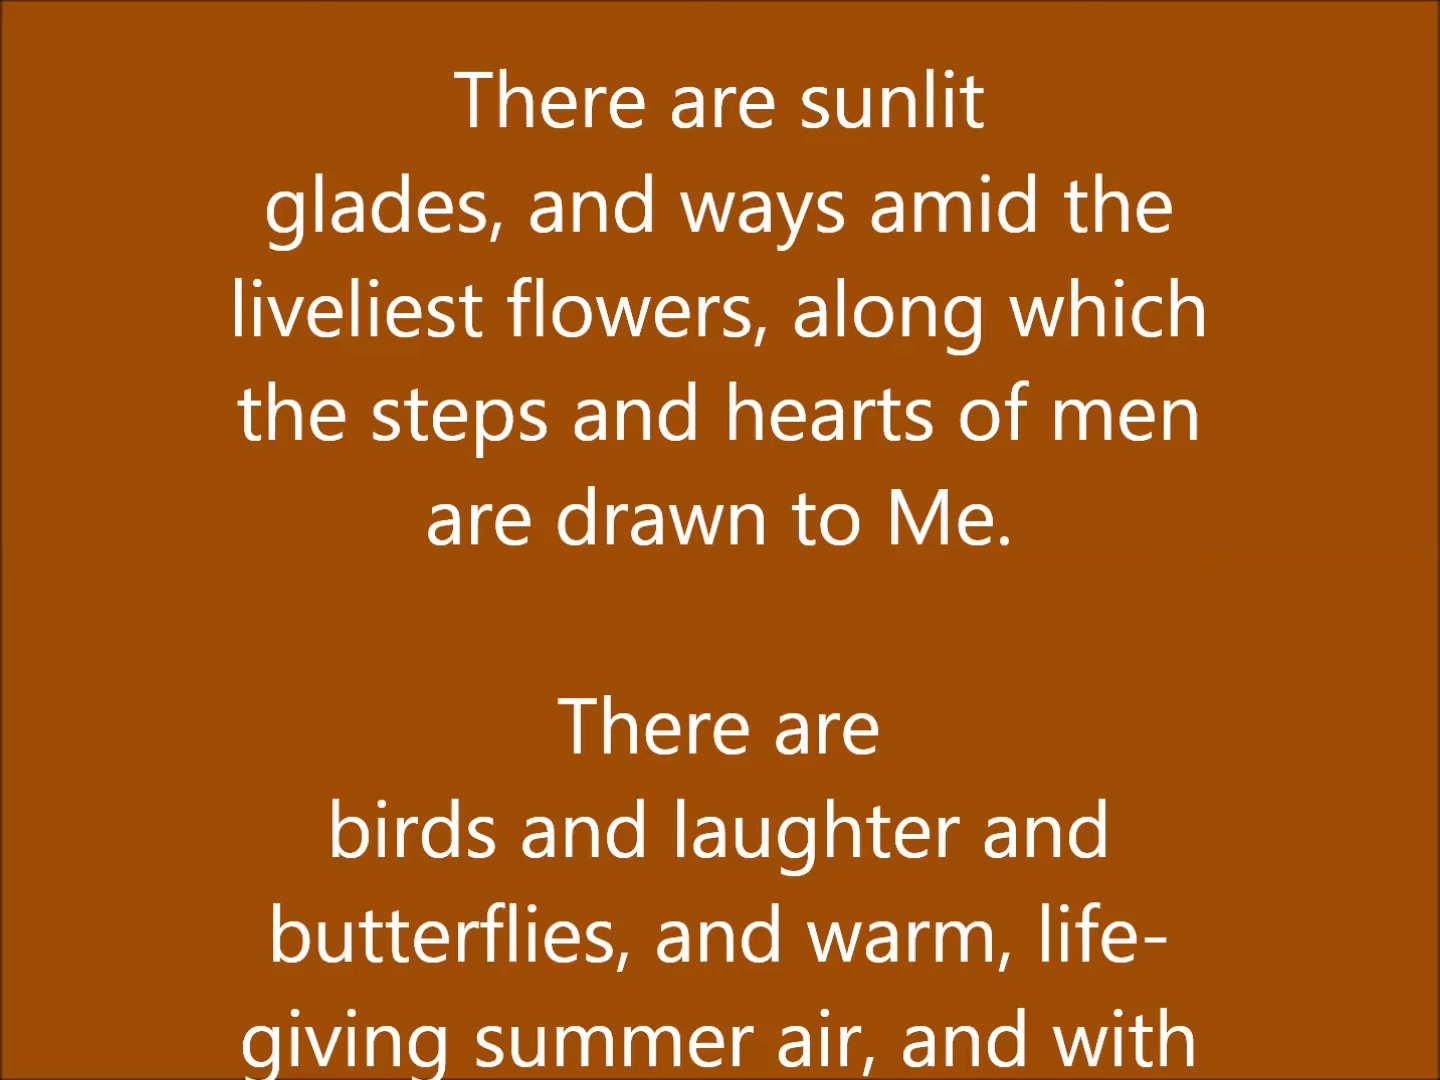 There are sunlit
glades, and ways amid the
liveliest flowers, along which
the steps and hearts of men
are drawn to Me.
There are
birds and laughter and
butterflies, and warm, life-
giving summer air, and with